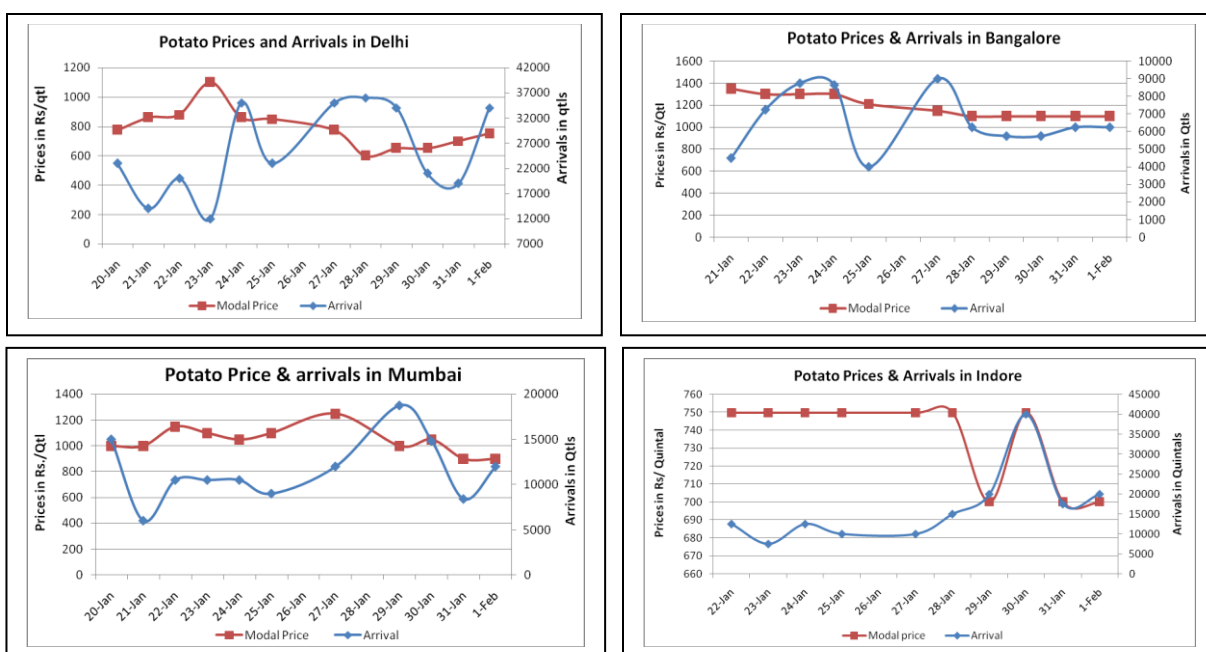 Potato Prices and Arrivals in Delhi
Prices in Rs/qtl
1200
1000
800
600
400
200
0
42000
37000
32000
27000
22000
17000
12000
7000
Arrivals in qtls
20-Jan
21-Jan
22-Jan
23-Jan
24-Jan
25-Jan
26-Jan
27-Jan
28-Jan
29-Jan
30-Jan
31-Jan
1-Feb
Modal Price
Arrival
Potato Prices & Arrivals in Bangalore
Prices in Rs/Qtl
1600
1400
1200
1000
800
600
400
200
0
10000
9000
8000
7000
6000
5000
4000
3000
2000
1000
0
Arrivals in Qtls
21-Jan
22-Jan
23-Jan
24-Jan
25-Jan
26-Jan
27-Jan
28-Jan
29-Jan
30-Jan
31-Jan
1-Feb
Modal Price
Arrival
Potato Price & arrivals in Mumbai
Prices in Rs./Qtl
1400
1200
1000
800
600
400
200
0
20000
15000
10000
5000
0
Arrivals in Qtls
20-Jan
21-Jan
22-Jan
23-Jan
24-Jan
25-Jan
26-Jan
27-Jan
28-Jan
29-Jan
30-Jan
31-Jan
1-Feb
Modal Price
Arrival
Potato Prices & Arrivals in Indore
Prices in Rs/ Quintal
760
750
740
730
720
710
700
690
680
670
660
45000
40000
35000
30000
25000
20000
15000
10000
5000
0
Arrivals in Quintals
22-Jan
23-Jan
24-Jan
25-Jan
26-Jan
27-Jan
28-Jan
29-Jan
30-Jan
31-Jan
1-Feb
Modal price
Arrival